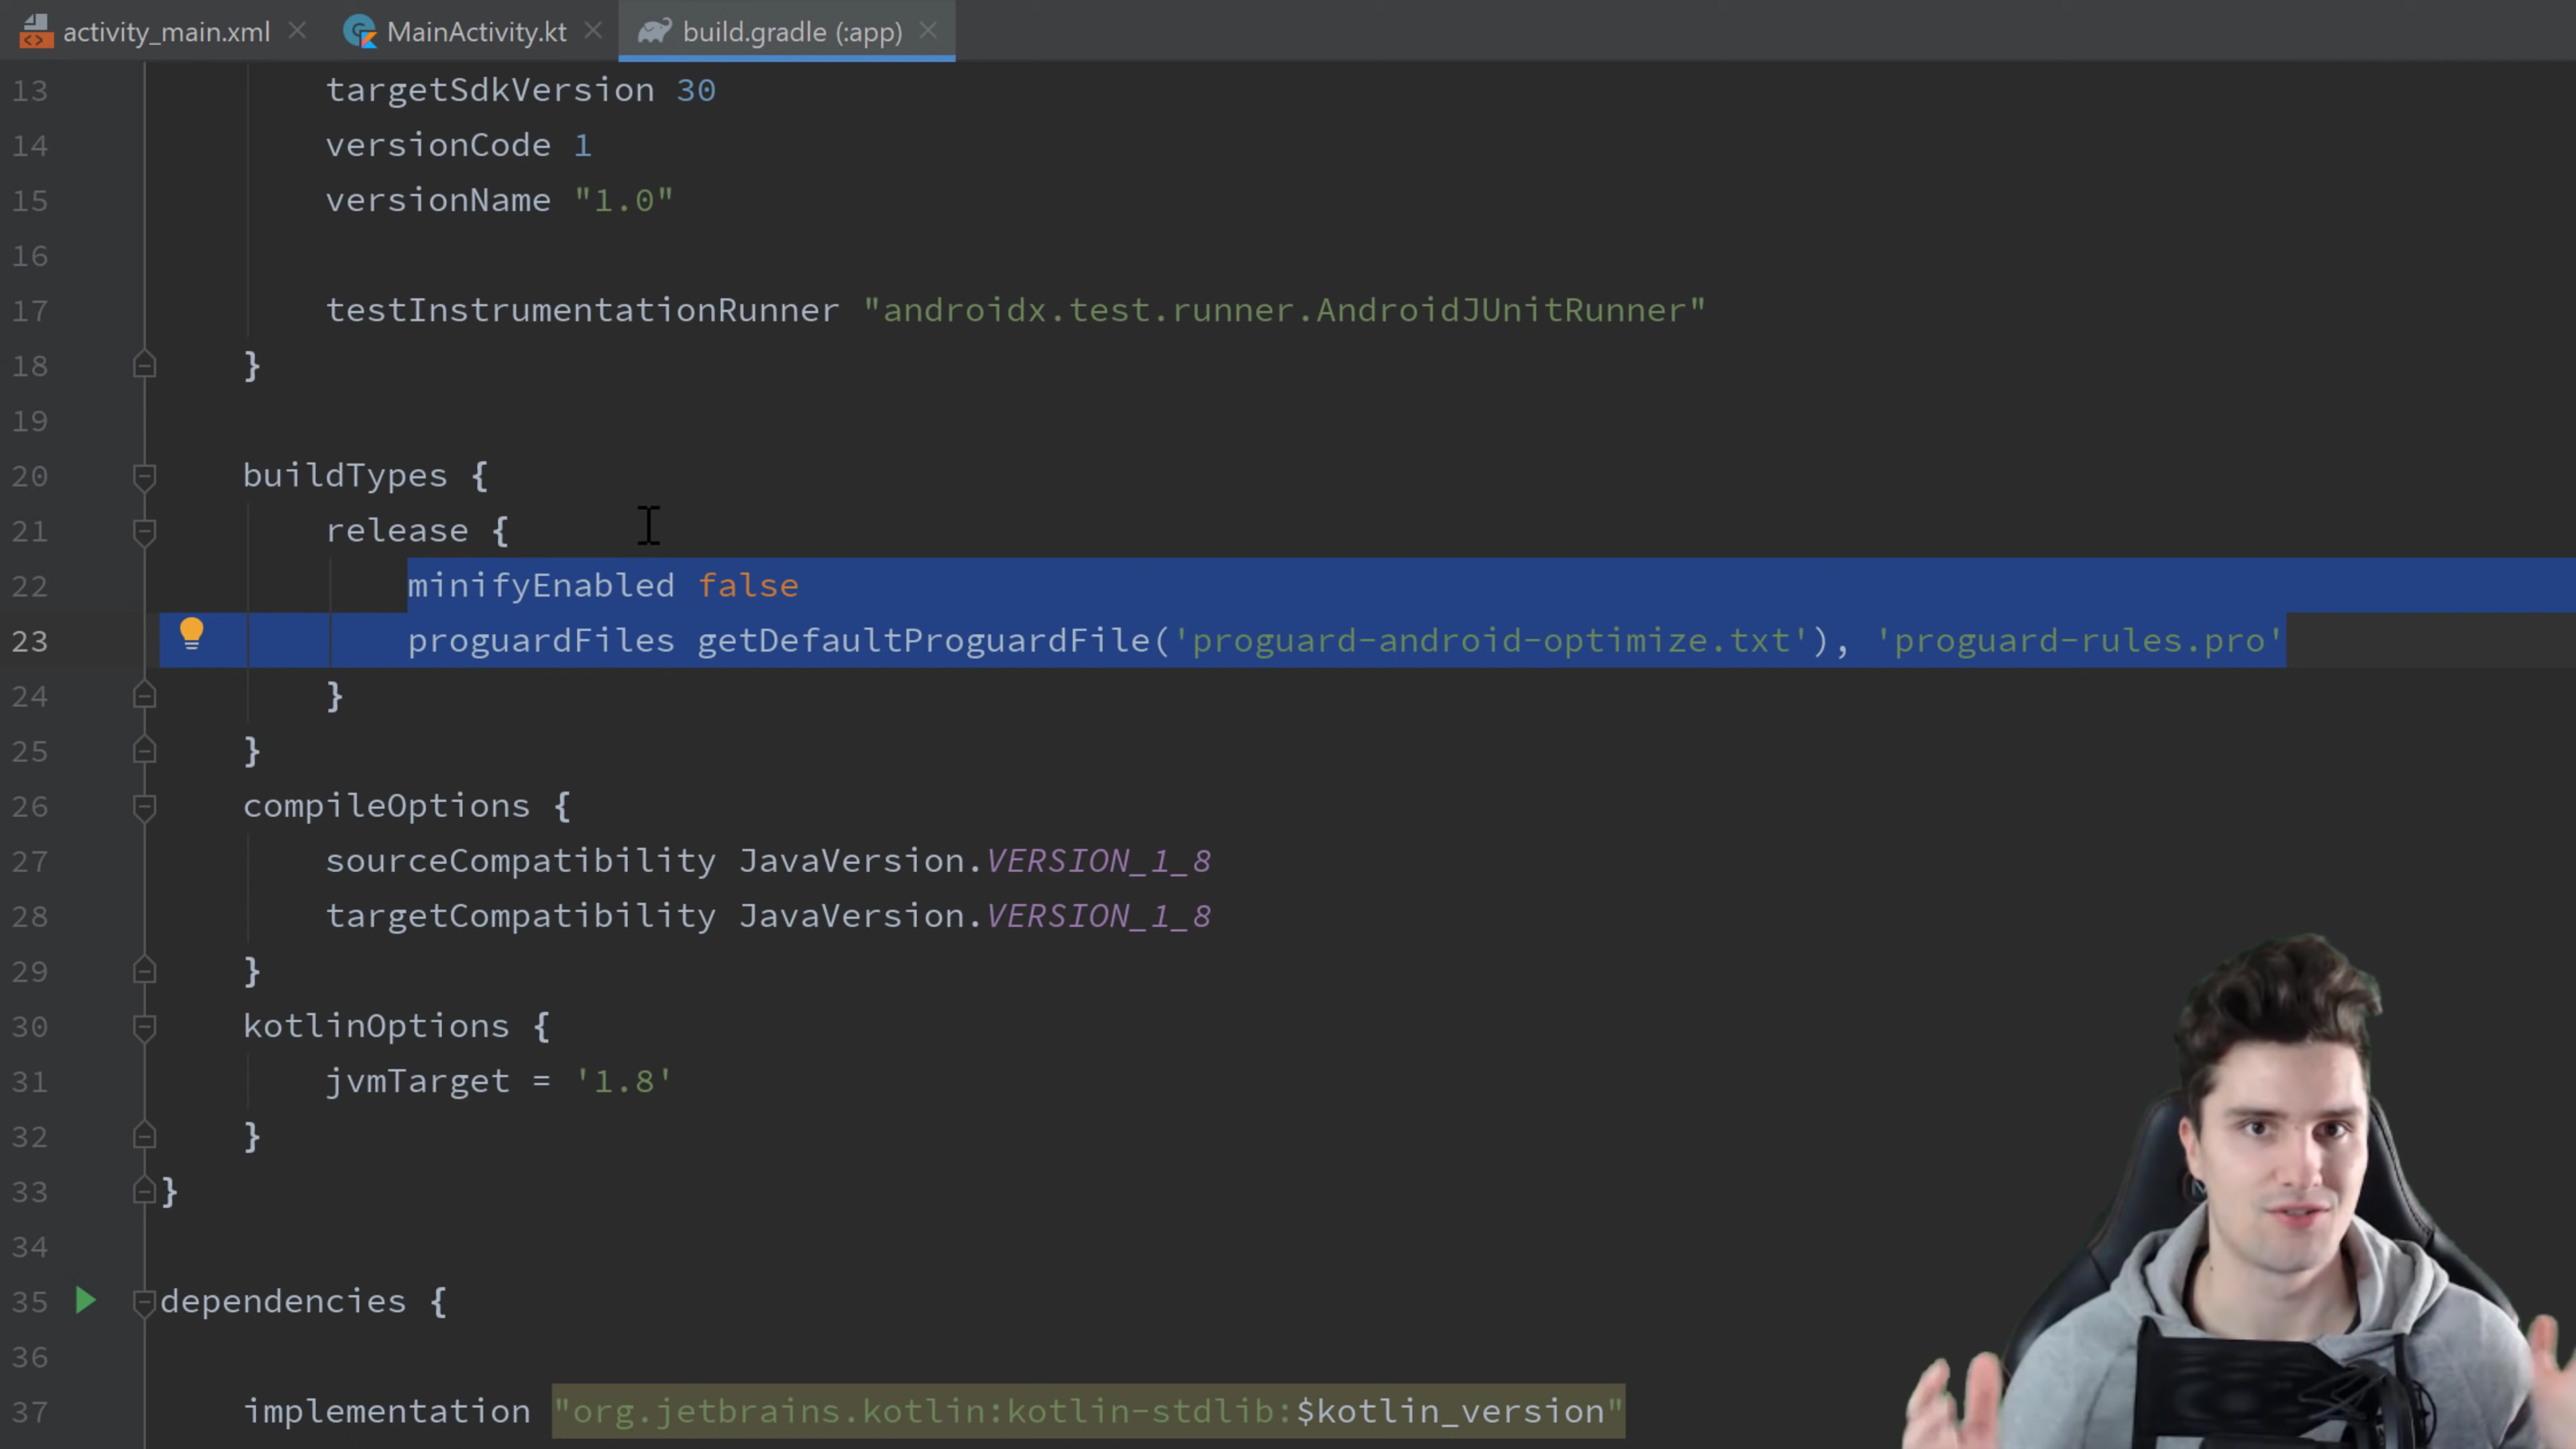 activity_main.xml MainActivity.kt build.gradle (:app)
13 targetSdkVersion 30
14 versionCode 1
15 versionName "1.0"
16
17 testInstrumentationRunner "androidx.test.runner.AndroidJUnitRunner"
18 }
19
20 buildTypes {
21 release {
22 minifyEnabled false
23 proguardFiles getDefaultProguardFile('proguard-android-optimize.txt'), 'proguard-rules.pro'
24 }
25 }
26 compileOptions {
27 sourceCompatibility JavaVersion.VERSION_1_8
28 targetCompatibility JavaVersion.VERSION_1_8
29 }
30 kotlinOptions {
31 jvmTarget = '1.8'
32 }
33 }
34
35 dependencies {
36
37 implementation "org.jetbrains.kotlin:kotlin-stdlib:$kotlin_version"